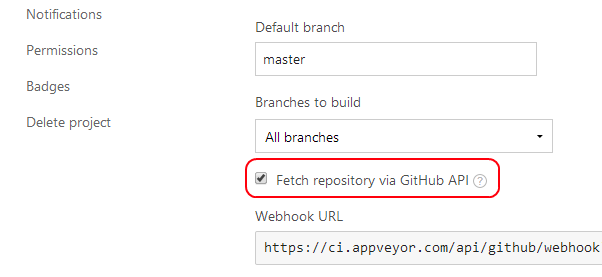 Notifications
Permissions
Badges
Delete project
Default branch
master
Branches to build
All branches
Fetch repository via GitHub API ?
Webhook URL
https://ci.appveyor.com/api/github/webhook